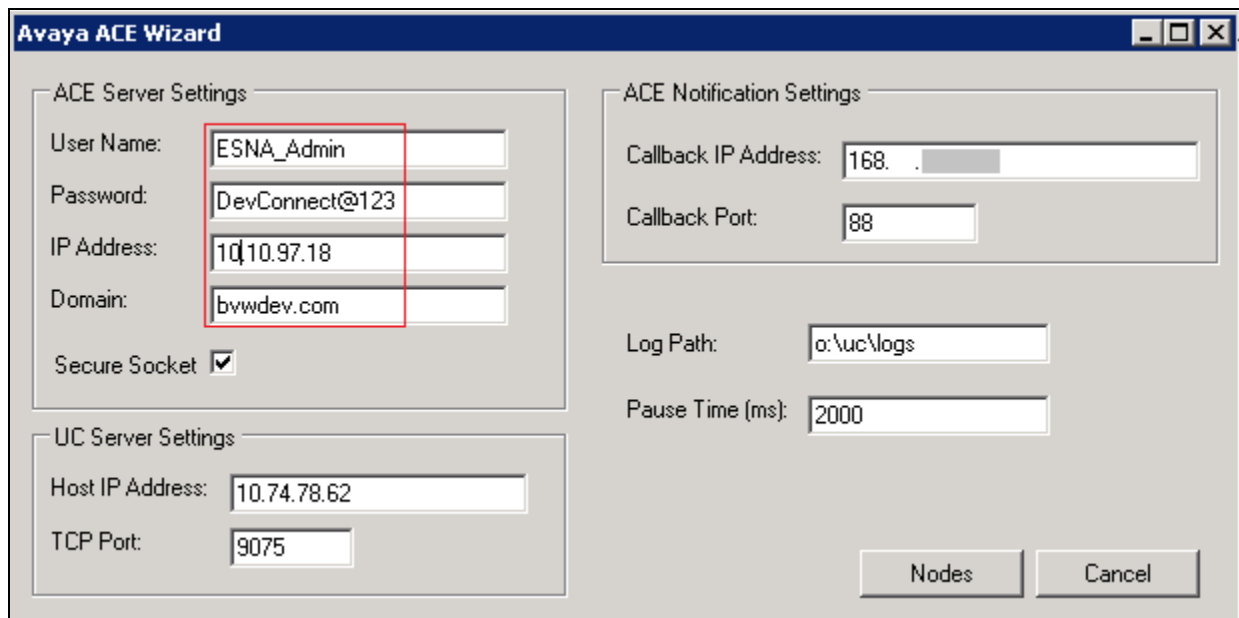 Avaya ACE Wizard
ACE Server Settings
User Name: ESNA_Admin
Password: DevConnect@123
IP Address: 10.10.97.18
Domain: bvwdev.com
Secure Socket
UC Server Settings
Host IP Address: 10.74.78.62
TCP Port: 9075
ACE Notification Settings
Callback IP Address: 168. .
Callback Port: 88
Log Path: o:\uc\logs
Pause Time (ms): 2000
Nodes Cancel